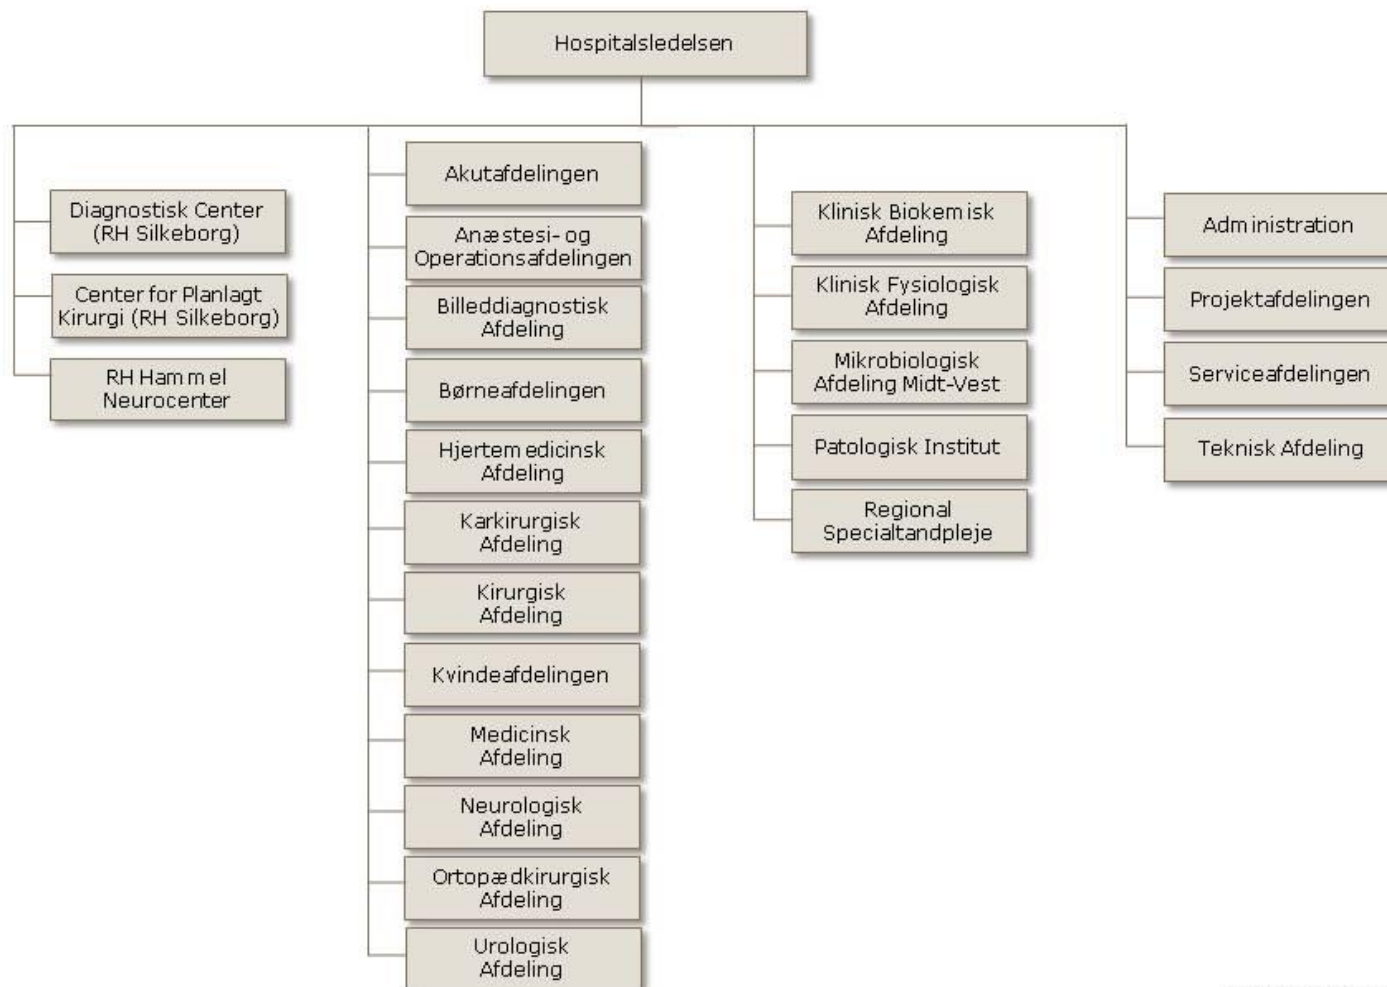 Hospitalsledelsen
Diagnostisk Center
(RH Silkeborg)
Center for Planlagt
Kirurgi (RH Silkeborg)
RH Hammel
Neurocenter
Akutafdelingen
Anæstesi- og
Operationsafdelingen
Billeddiagnostisk
Afdeling
Børneafdelingen
Hjertemedicinsk
Afdeling
Karkirurgisk
Afdeling
Kirurgisk
Afdeling
Kvindeafdelingen
Medicinsk
Afdeling
Neurologisk
Afdeling
Ortopædkirurgisk
Afdeling
Urologisk
Afdeling
Klinisk Biokemisk
Afdeling
Klinisk Fysiologisk
Afdeling
Mikrobiologisk
Afdeling Midt-Vest
Patologisk Institut
Regional
Specialtandpleje
Administration
Projektafdelingen
Serviceafdelingen
Teknisk Afdeling